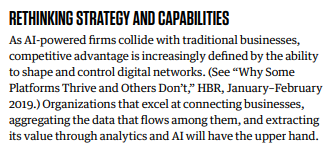 RETHINKING STRATEGY AND CAPABILITIES
As AI-powered firms collide with traditional businesses,
competitive advantage is increasingly defined by the ability
to shape and control digital networks. (See “Why Some
Platforms Thrive and Others Don’t,” HBR, January–February
2019.) Organizations that excel at connecting businesses,
aggregating the data that flows among them, and extracting
its value through analytics and AI will have the upper hand.